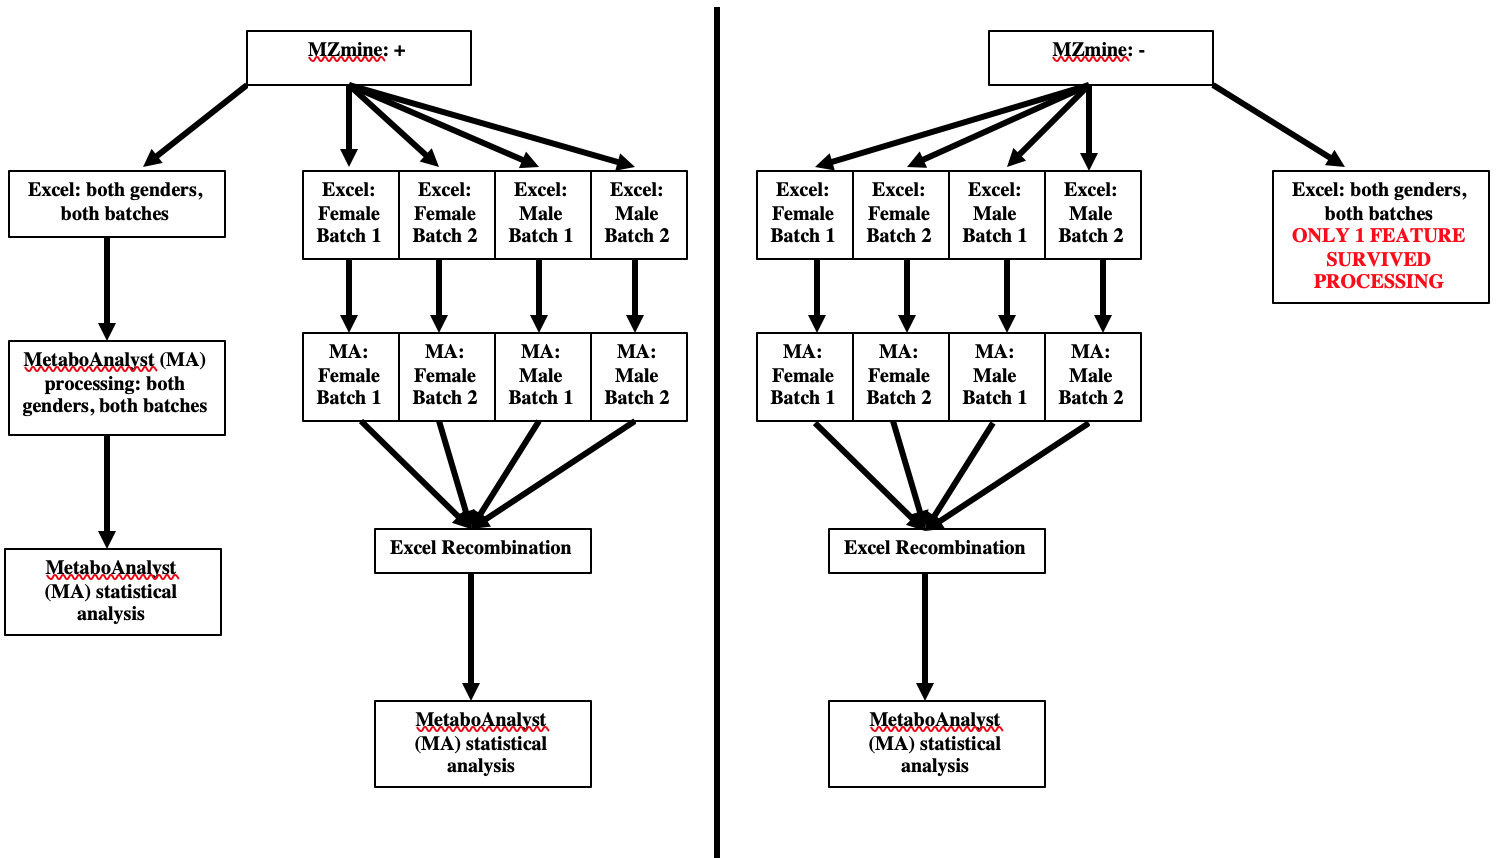 MZmine: +
Excel: both genders,
both batches
Excel:
Female
Batch 1
Excel:
Female
Batch 2
Excel:
Male
Batch 1
Excel:
Male
Batch 2
MetaboAnalyst (MA)
processing: both
genders, both batches
MA:
Female
Batch 1
MA:
Female
Batch 2
MA:
Male
Batch 1
MA:
Male
Batch 2
MetaboAnalyst
(MA) statistical
analysis
Excel Recombination
MetaboAnalyst
(MA) statistical
analysis
MZmine: -
Excel:
Female
Batch 1
Excel:
Female
Batch 2
Excel:
Male
Batch 1
Excel:
Male
Batch 2
Excel: both genders,
both batches
ONLY 1 FEATURE
SURVIVED
PROCESSING
MA:
Female
Batch 1
MA:
Female
Batch 2
MA:
Male
Batch 1
MA:
Male
Batch 2
Excel Recombination
MetaboAnalyst
(MA) statistical
analysis